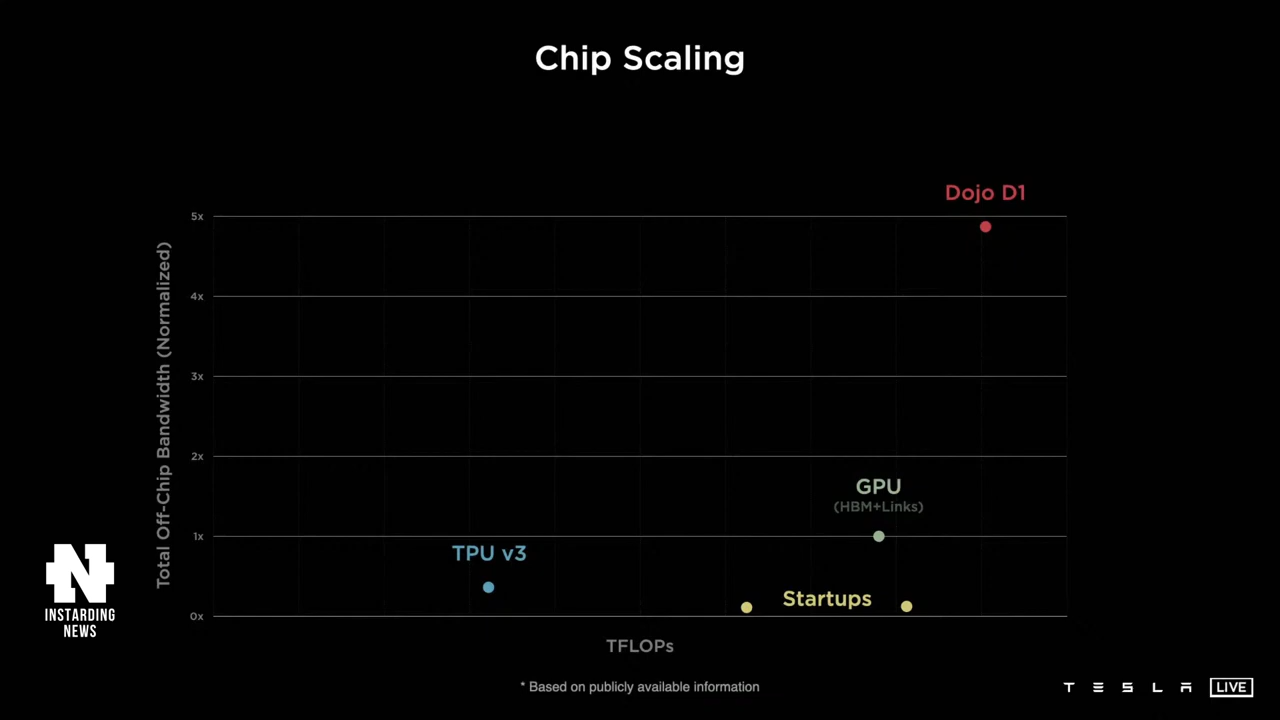 Chip Scaling
Dojo D1
5x
4x
3x
2x
1x
0x
Total Off-Chip Bandwidth (Normalized)
GPU
(HBM+Links)
TPU v3
Startups
TFLOPs
* Based on publicly available information
INSTARDING
NEWS
TESLA LIVE